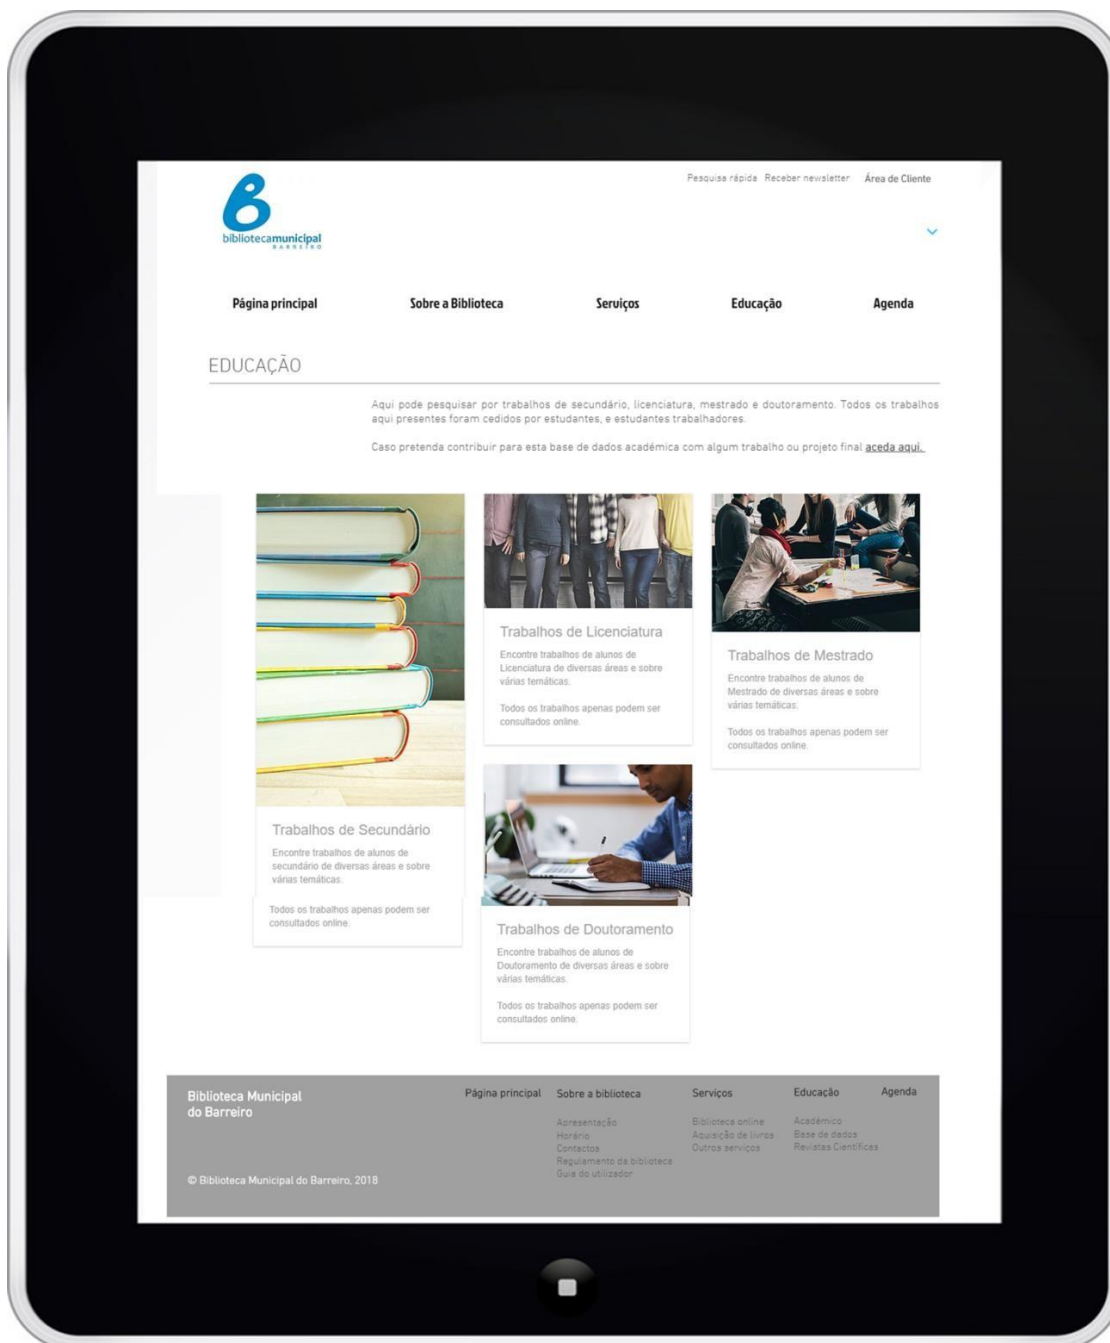 Pesquisa rápida Receber newsletter Área de Cliente
B
bibliotecamunicipal
BARREIRO
Página principal Sobre a Biblioteca Serviços Educação Agenda
EDUCAÇÃO
Aqui pode pesquisar por trabalhos de secundário, licenciatura, mestrado e doutoramento. Todos os trabalhos
aqui presentes foram cedidos por estudantes, e estudantes trabalhadores.
Caso pretenda contribuir para esta base de dados académica com algum trabalho ou projeto final aceda aqui.
Trabalhos de Licenciatura
Encontre trabalhos de alunos de
Licenciatura de diversas áreas e sobre
várias temáticas.
Todos os trabalhos apenas podem ser
consultados online.
Trabalhos de Mestrado
Encontre trabalhos de alunos de
Mestrado de diversas áreas e sobre
várias temáticas.
Todos os trabalhos apenas podem ser
consultados online.
Trabalhos de Secundário
Encontre trabalhos de alunos de
secundário de diversas áreas e sobre
várias temáticas.
Todos os trabalhos apenas podem ser
consultados online.
Trabalhos de Doutoramento
Encontre trabalhos de alunos de
Doutoramento de diversas áreas e sobre
várias temáticas.
Todos os trabalhos apenas podem ser
consultados online.
Biblioteca Municipal
do Barreiro
© Biblioteca Municipal do Barreiro, 2018
Página principal
Sobre a biblioteca
Apresentação
Horário
Contactos
Regulamento da biblioteca
Guia do utilizador
Serviços
Biblioteca online
Aquisição de livros
Outros serviços
Educação
Académico
Base de dados
Revistas Científicas
Agenda